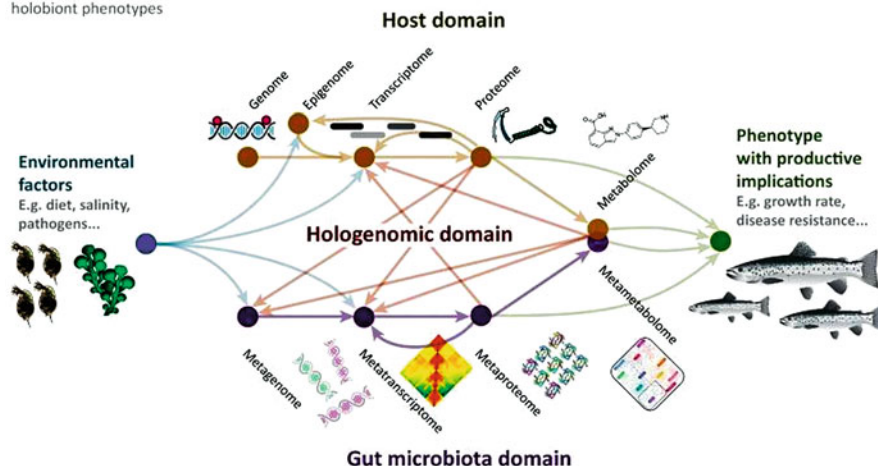 holobiont phenotypes
Host domain
Genome
Epigenome
Transcriptome
Proteome
Environmental
factors
E.g. diet, salinity,
pathogens...
Metabolome
Phenotype
with productive
implications
E.g. growth rate,
disease resistance...
Hologenomic domain
Metagenome
Metatranscriptome
Metaproteome
Metametabolome
Gut microbiota domain